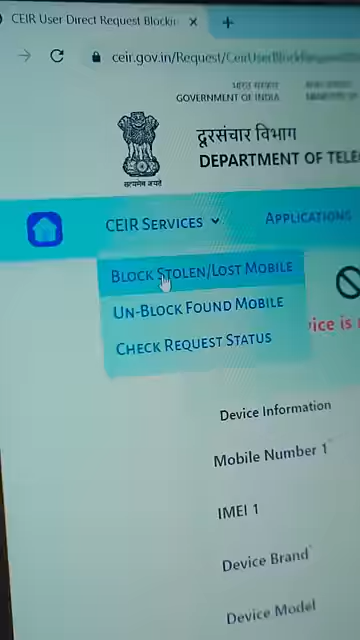 CEIR User Direct Request Blockin
ceir.gov.in/Request/CeirUserBlockRequest
भारत सरकार
GOVERNMENT OF INDIA
दूरसंचार विभाग
DEPARTMENT OF TELE
सत्यमेव जयते
CEIR SERVICES
APPLICATIONS
BLOCK STOLEN/LOST MOBILE
UN-BLOCK FOUND MOBILE
CHECK REQUEST STATUS
vice is
Device Information
Mobile Number 1
IMEI 1
Device Brand
Device Model